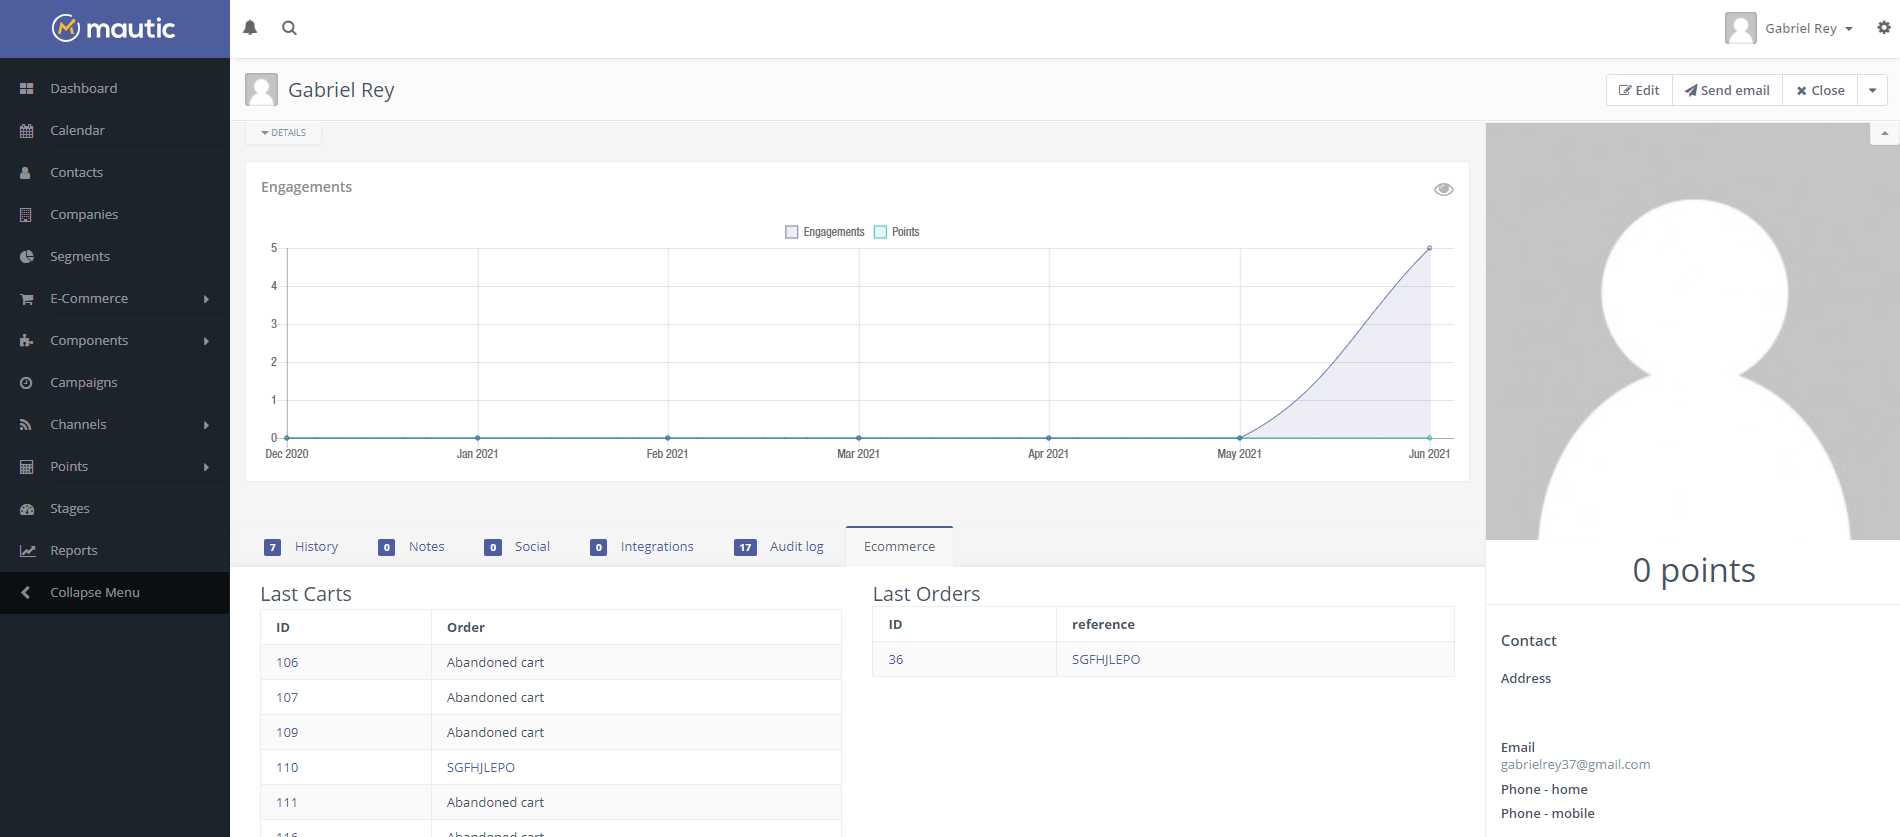 mautic
Gabriel Rey
Dashboard
Calendar
Contacts
Companies
Segments
E-Commerce
Components
Campaigns
Channels
Points
Stages
Reports
Collapse Menu
Gabriel Rey
Edit
Send email
Close
DETAILS
Engagements
Engagements Points
5
4
3
2
1
0
Dec 2020 Jan 2021 Feb 2021 Mar 2021 Apr 2021 May 2021 Jun 2021
7 History 0 Notes 0 Social 0 Integrations 17 Audit log Ecommerce
Last Carts
ID Order
106 Abandoned cart
107 Abandoned cart
109 Abandoned cart
110 SGFHJLEPO
111 Abandoned cart
116 Abandoned cart
Last Orders
ID reference
36 SGFHJLEPO
0 points
Contact
Address
Email
gabrielrey37@gmail.com
Phone - home
Phone - mobile